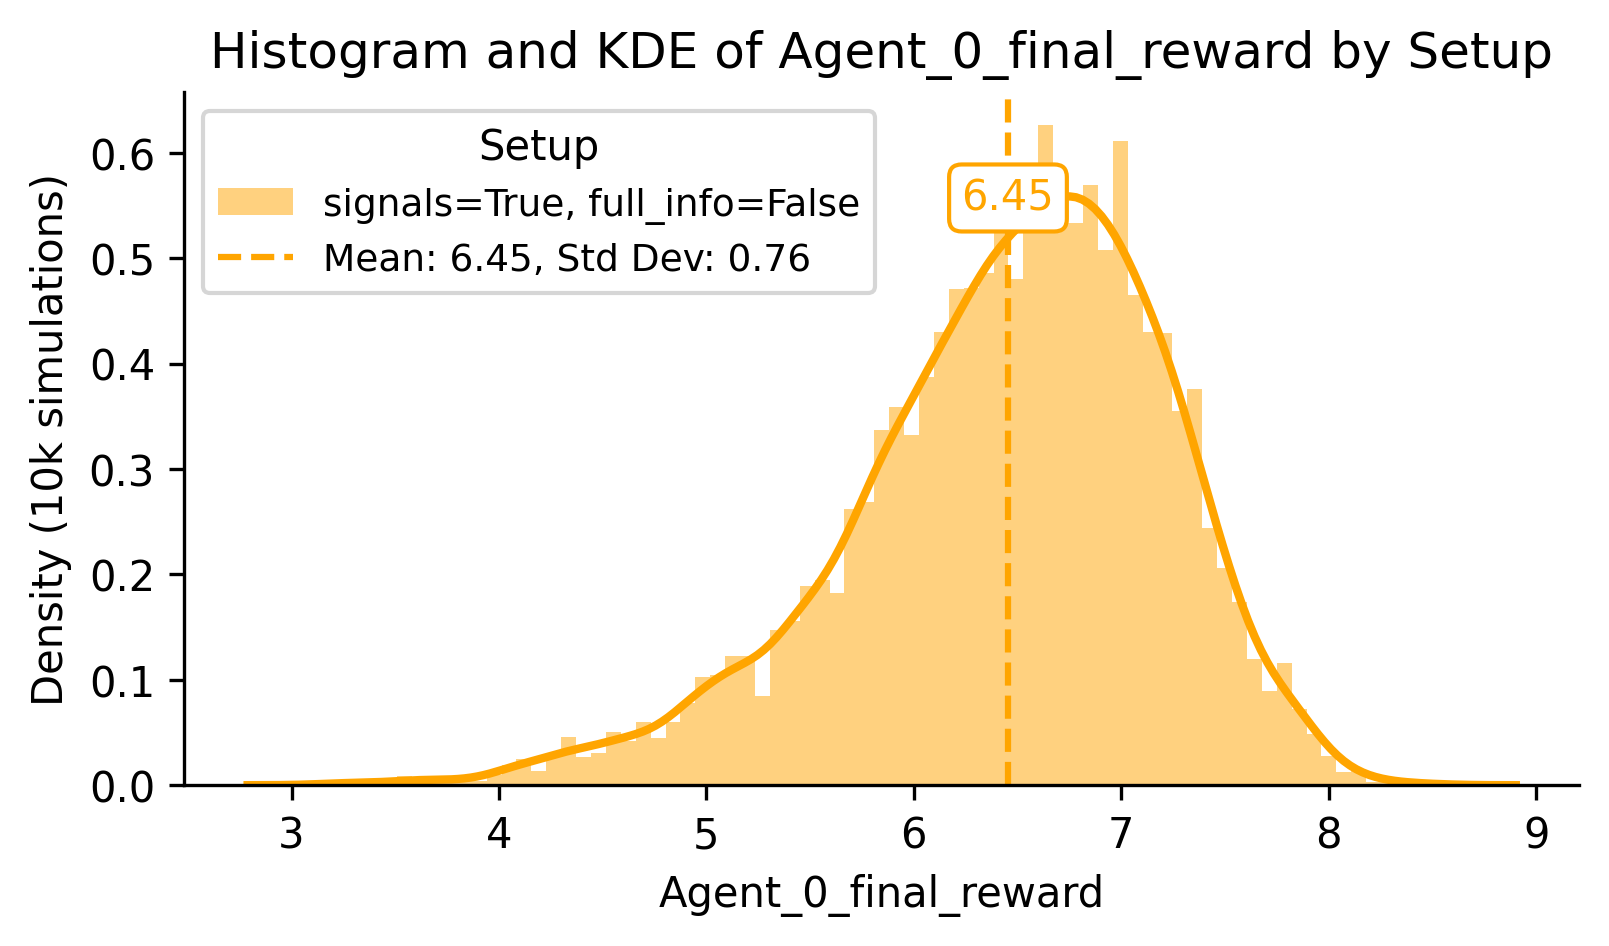 Histogram and KDE of Agent_0_final_reward by Setup
Setup
signals=True, full_info=False
Mean: 6.45, Std Dev: 0.76
6.45
Density (10k simulations)
0.6
0.5
0.4
0.3
0.2
0.1
0.0
3 4 5 6 7 8 9
Agent_0_final_reward